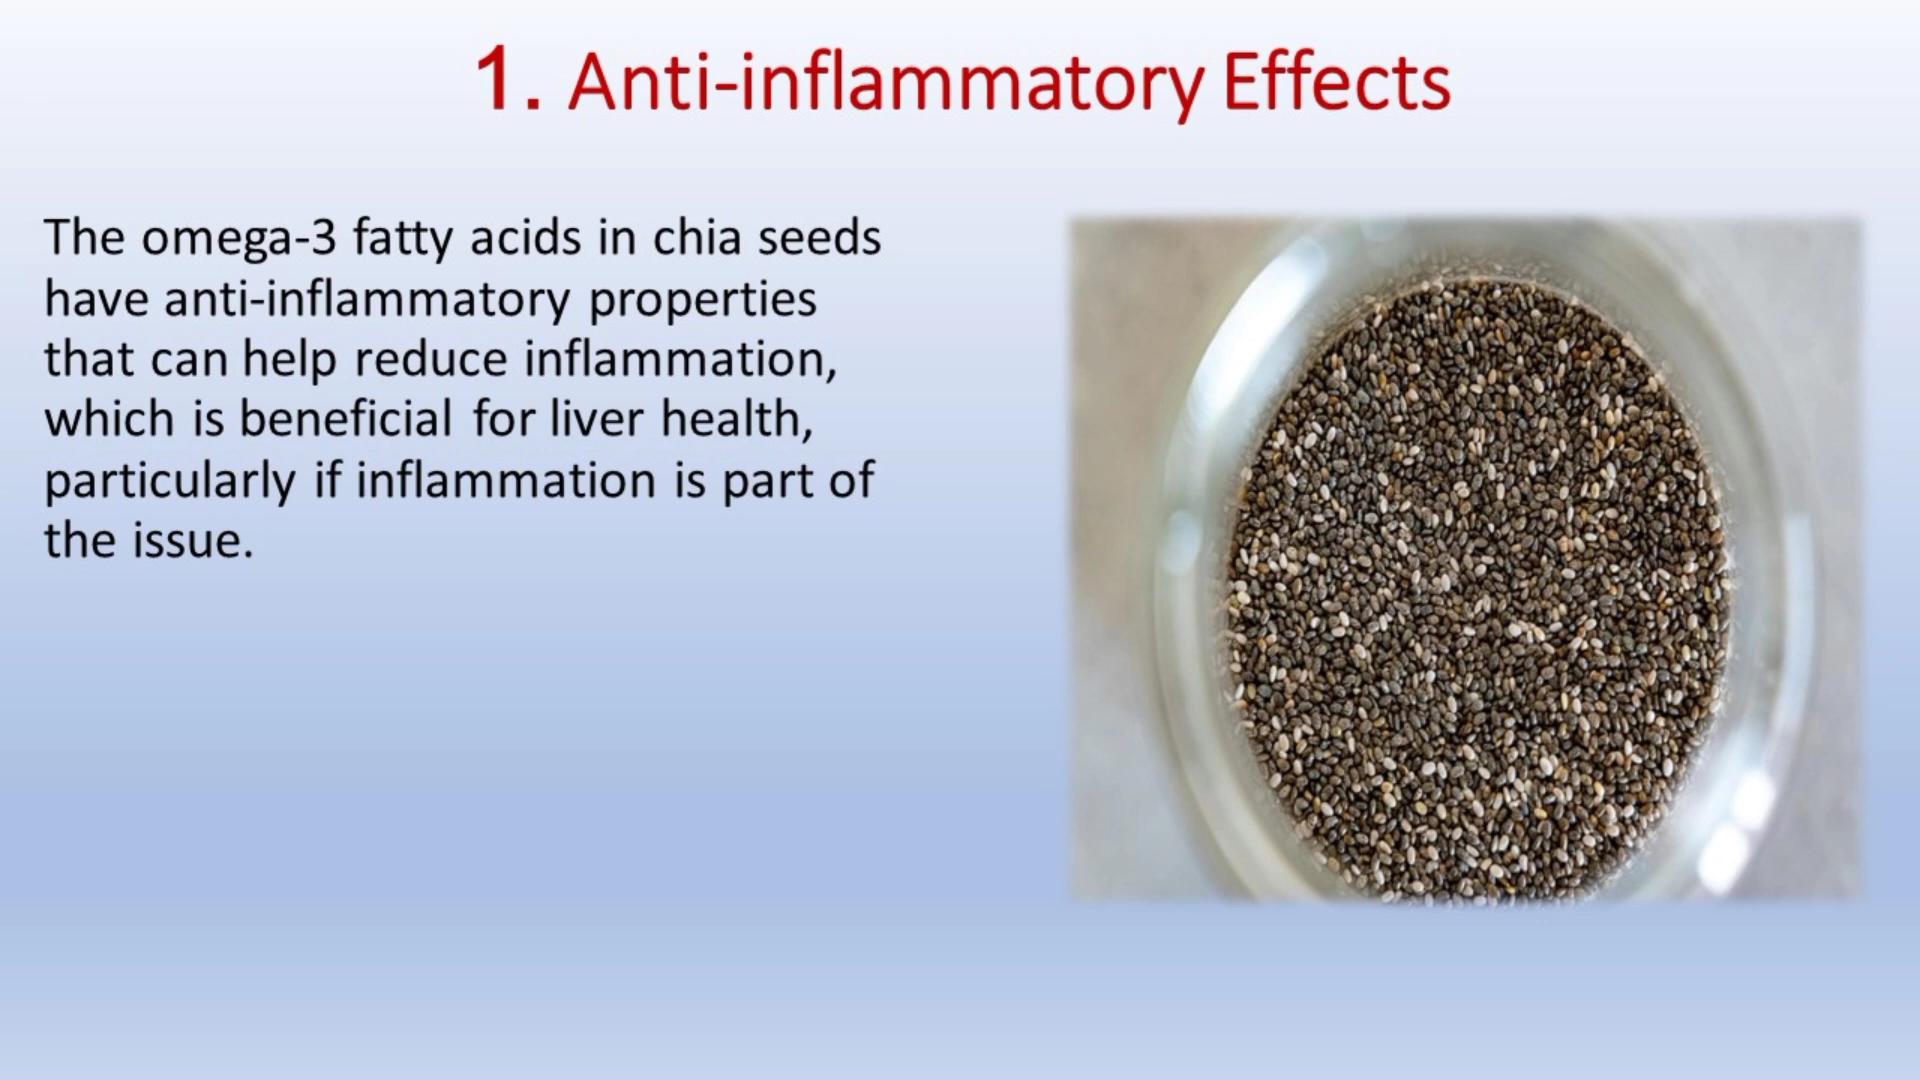 1. Anti-inflammatory Effects
The omega-3 fatty acids in chia seeds
have anti-inflammatory properties
that can help reduce inflammation,
which is beneficial for liver health,
particularly if inflammation is part of
the issue.